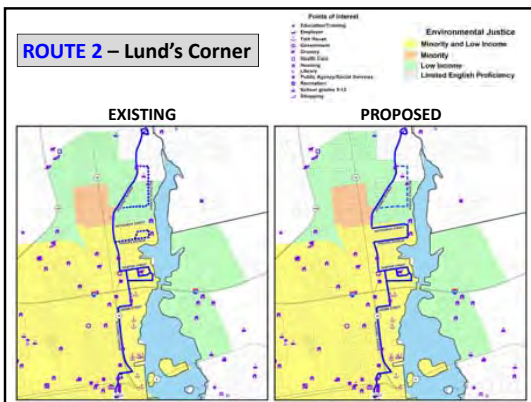 ROUTE 2 – Lund's Corner
Points of Interest
Education/Training
Employer
Government
Grocery
Health Care
Housing
Library
Public Agency/Social Services
Recreation
School grades 9-12
Shopping
Environmental Justice
Minority and Low Income
Minority
Low Income
Limited English Proficiency
EXISTING
PROPOSED